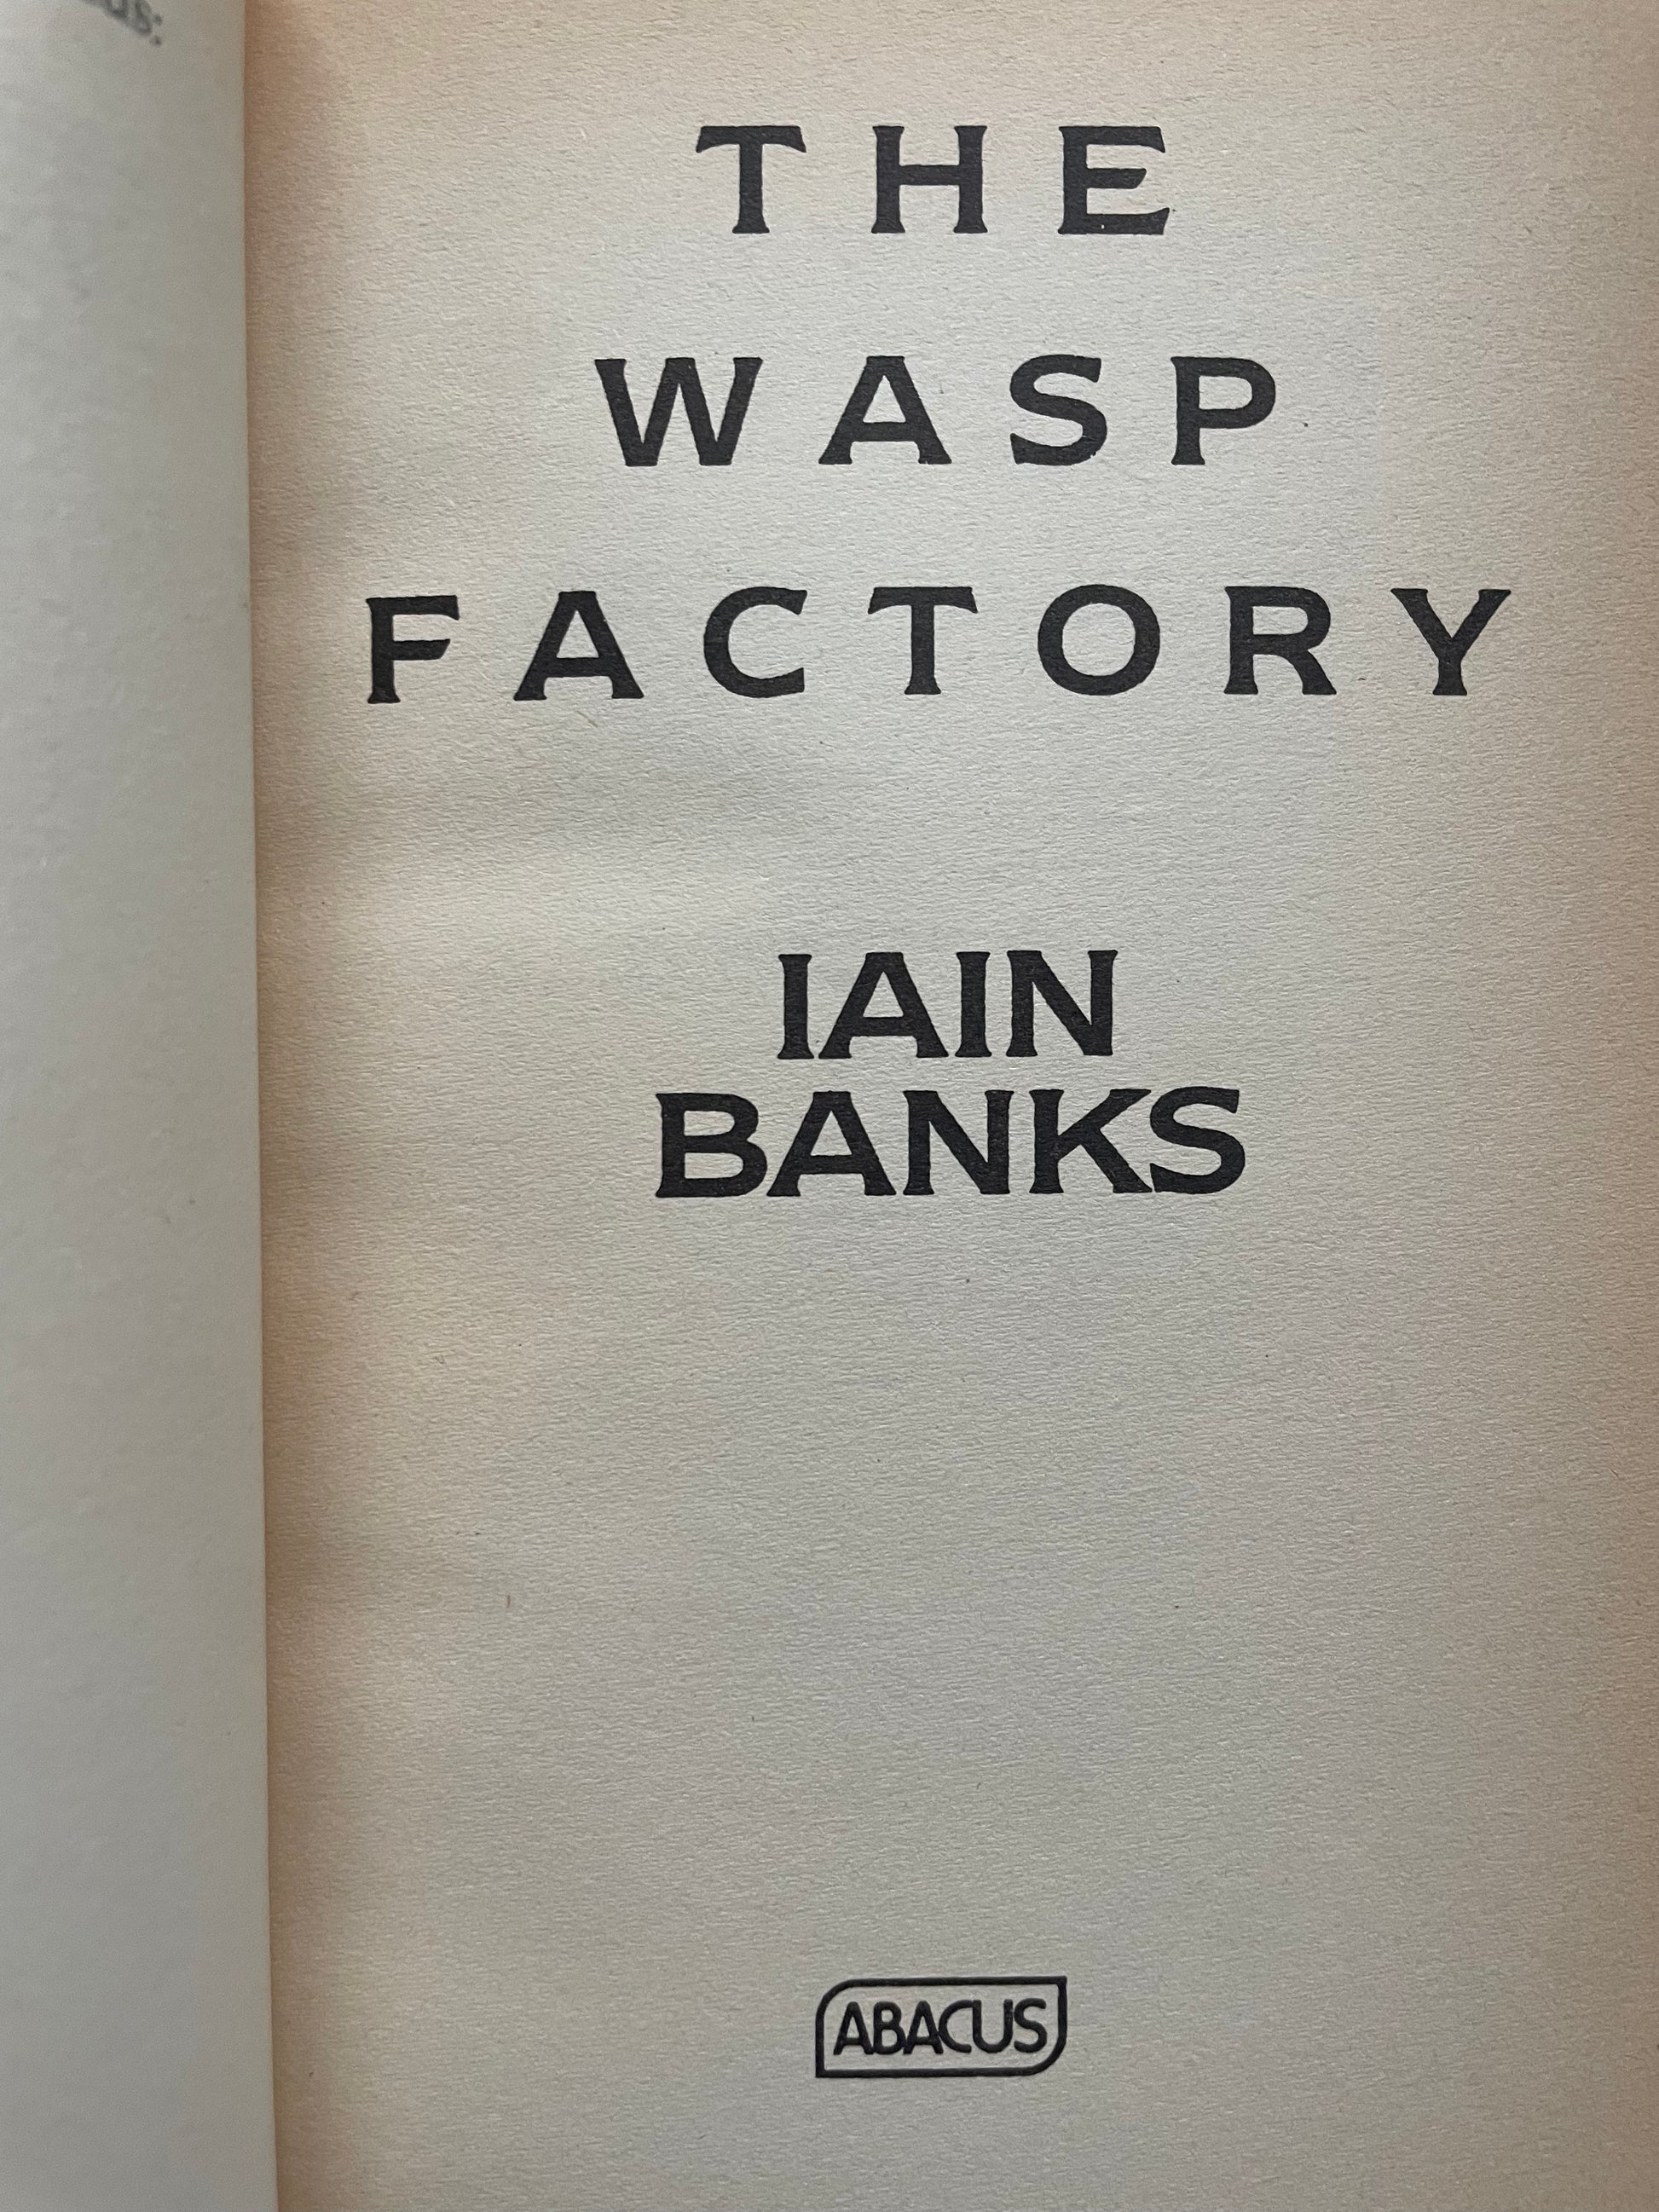 THE
WASP
FACTORY
IAIN
BANKS
ABACUS